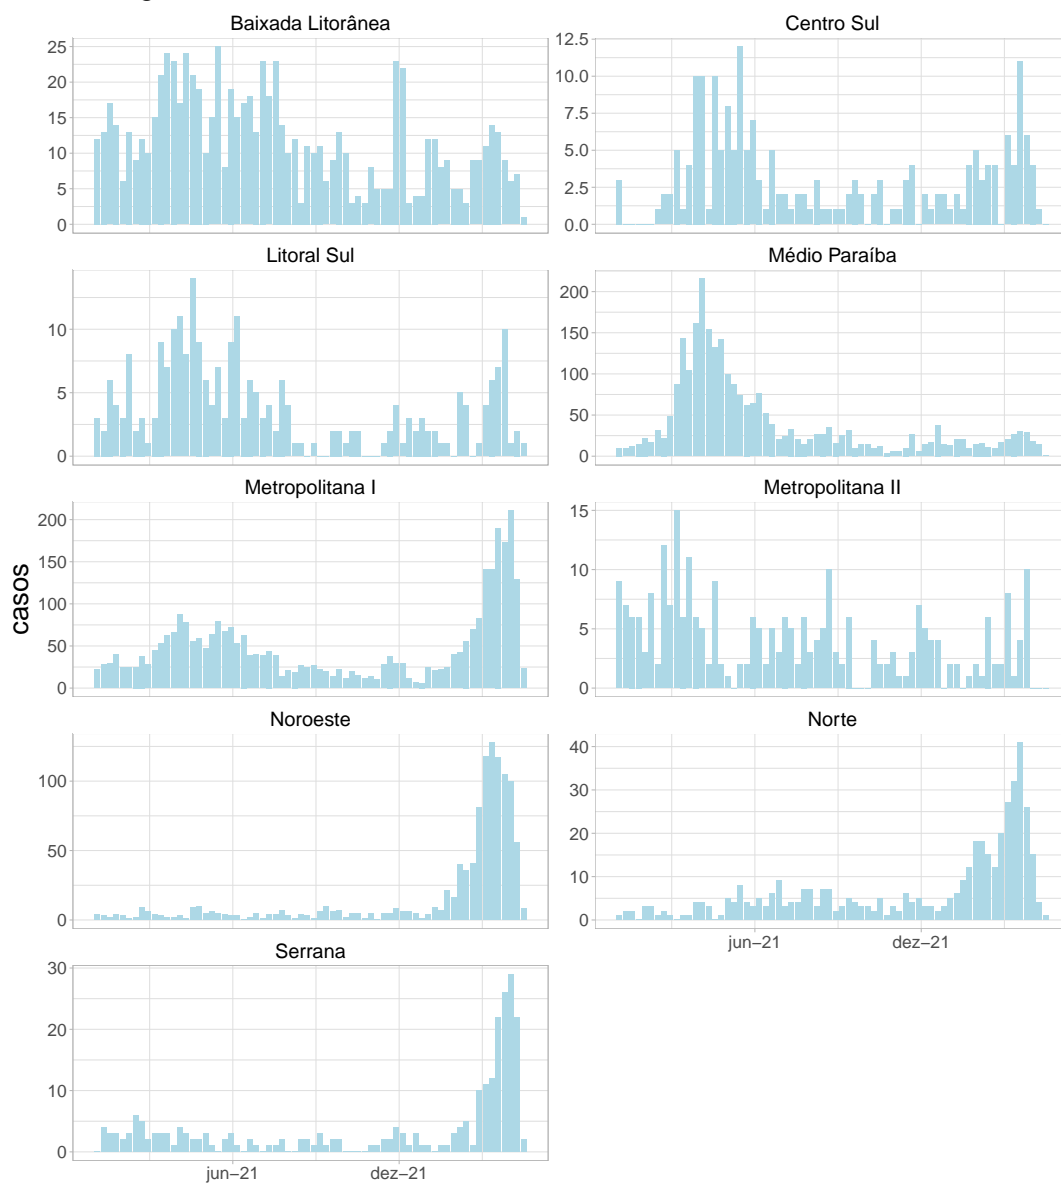 Baixada Litorânea
Centro Sul
25
20
15
10
5
0
12.5
10.0
7.5
5.0
2.5
0.0
Litoral Sul
Médio Paraíba
10
5
0
200
150
100
50
0
Metropolitana I
Metropolitana II
200
150
100
50
0
15
10
5
0
casos
Noroeste
Norte
100
50
0
40
30
20
10
0
jun−21
dez−21
Serrana
30
20
10
0
jun−21
dez−21